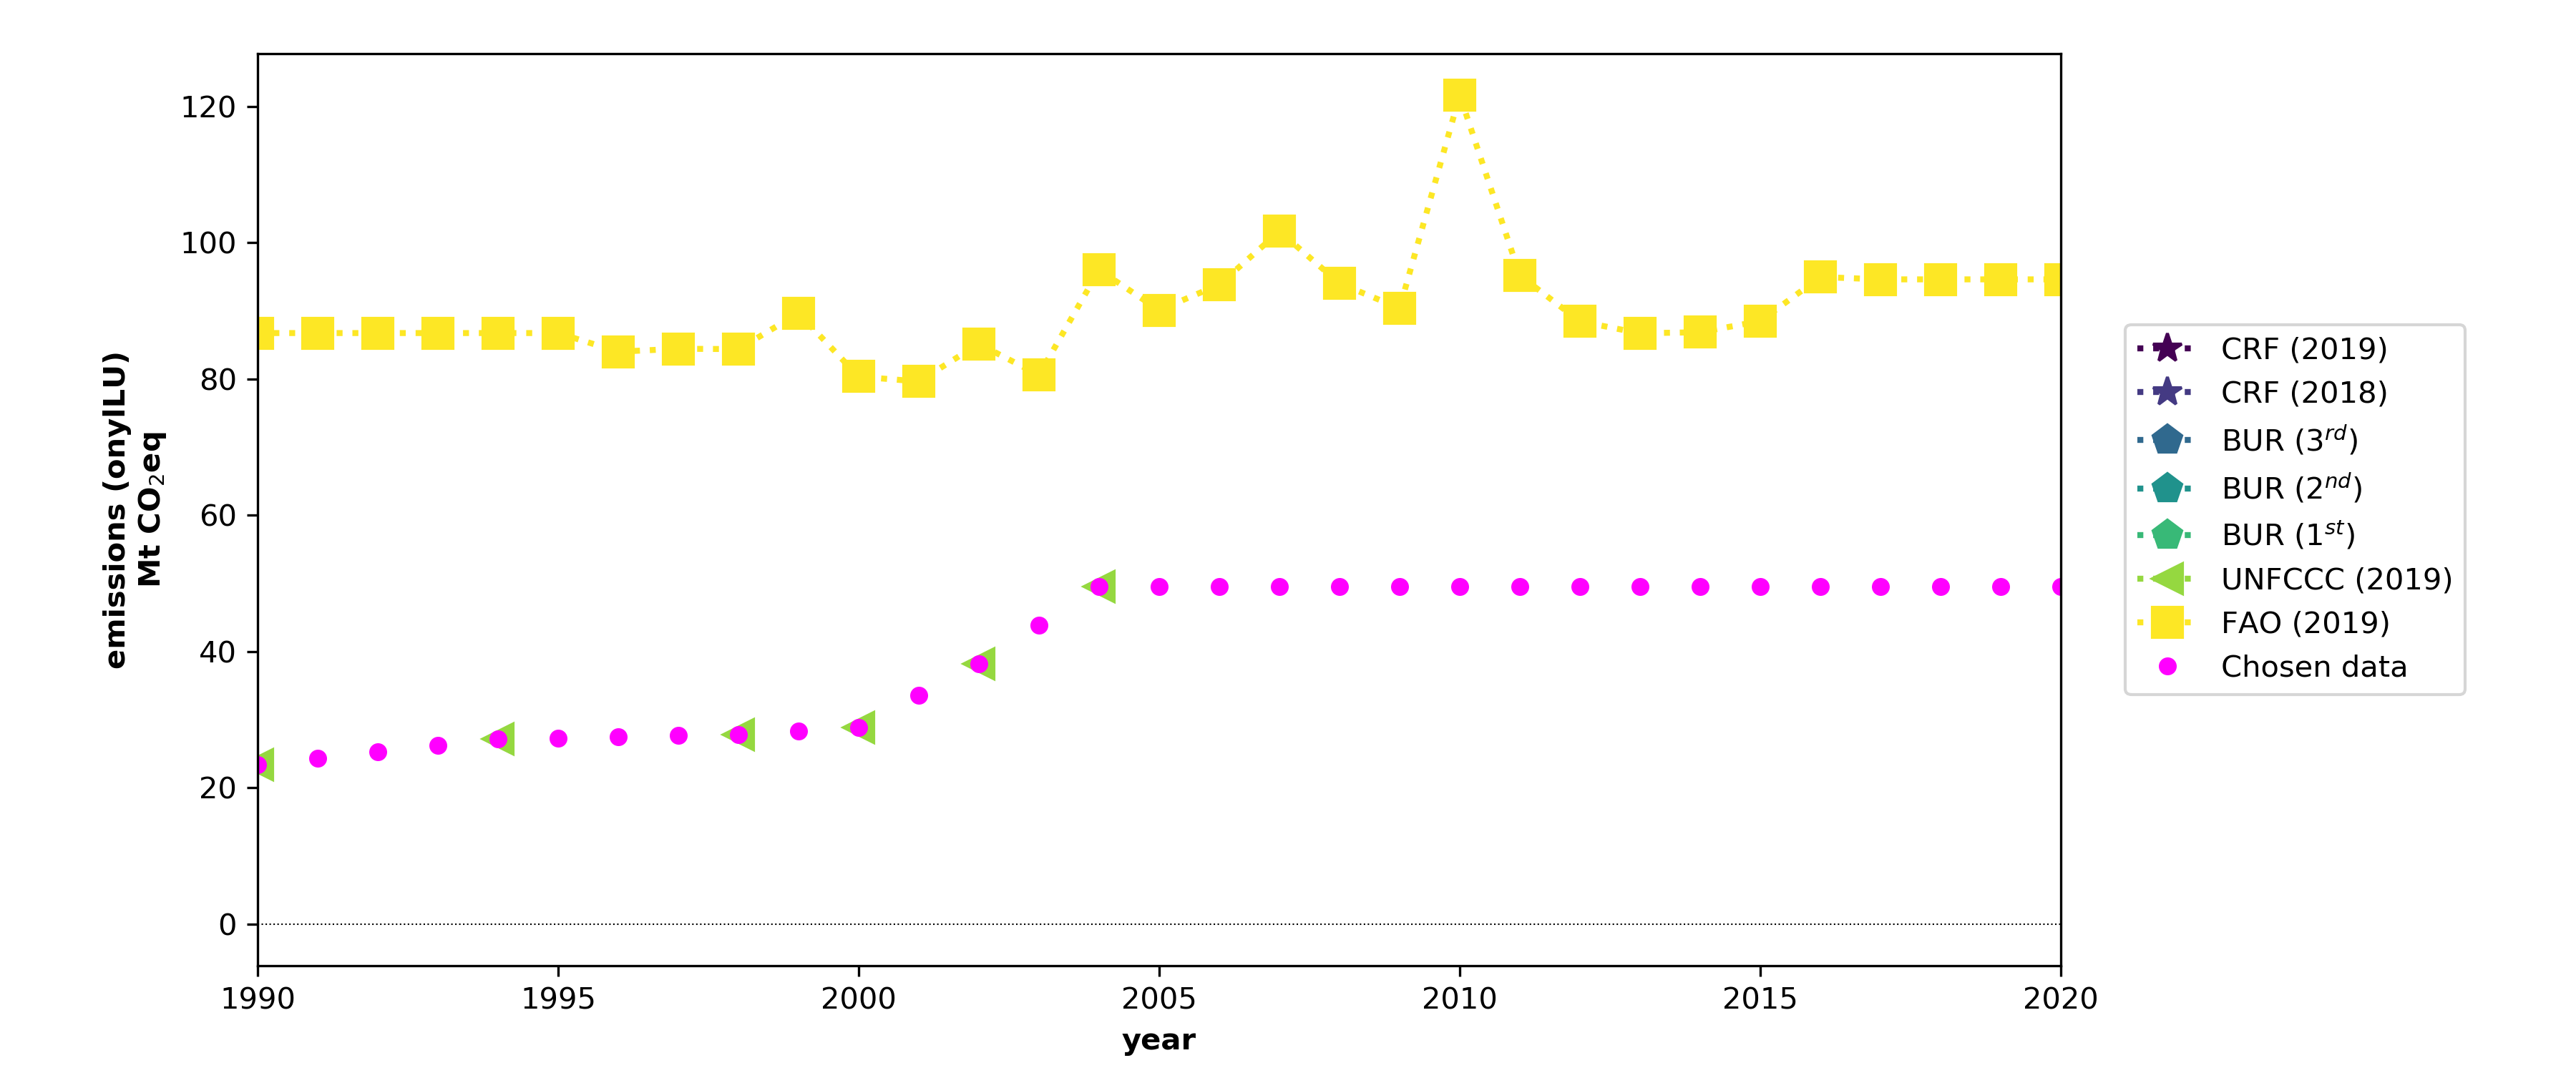 emissions (onylLU)
Mt CO₂eq
120
100
80
60
40
20
0
1990 1995 2000 2005 2010 2015 2020
year
CRF (2019)
CRF (2018)
BUR (3ʳᵈ)
BUR (2ⁿᵈ)
BUR (1ˢᵗ)
UNFCCC (2019)
FAO (2019)
Chosen data